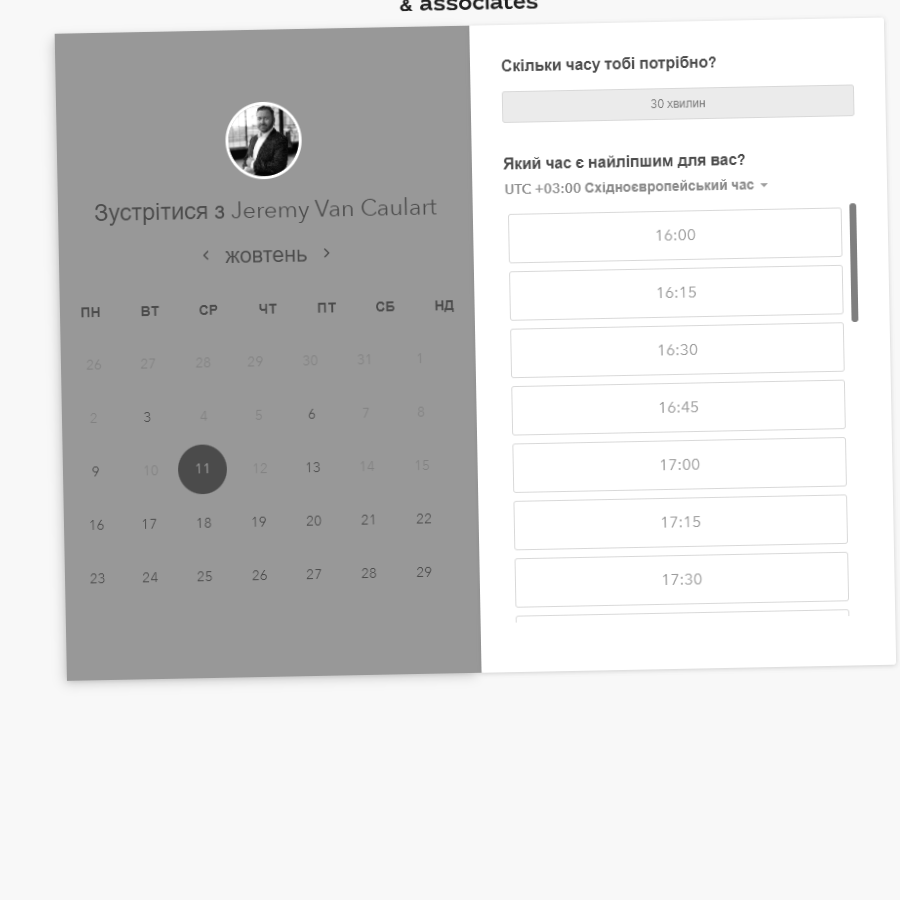 & associates
Зустрітися з Jeremy Van Caulart
жовтень
ПН ВТ СР ЧТ ПТ СБ НД
26 27 28 29 30 31 1
2 3 4 5 6 7 8
9 10 11 12 13 14 15
16 17 18 19 20 21 22
23 24 25 26 27 28 29
Скільки часу тобі потрібно?
30 хвилин
Який час є найліпшим для вас?
UTC +03:00 Східноєвропейський час
16:00
16:15
16:30
16:45
17:00
17:15
17:30